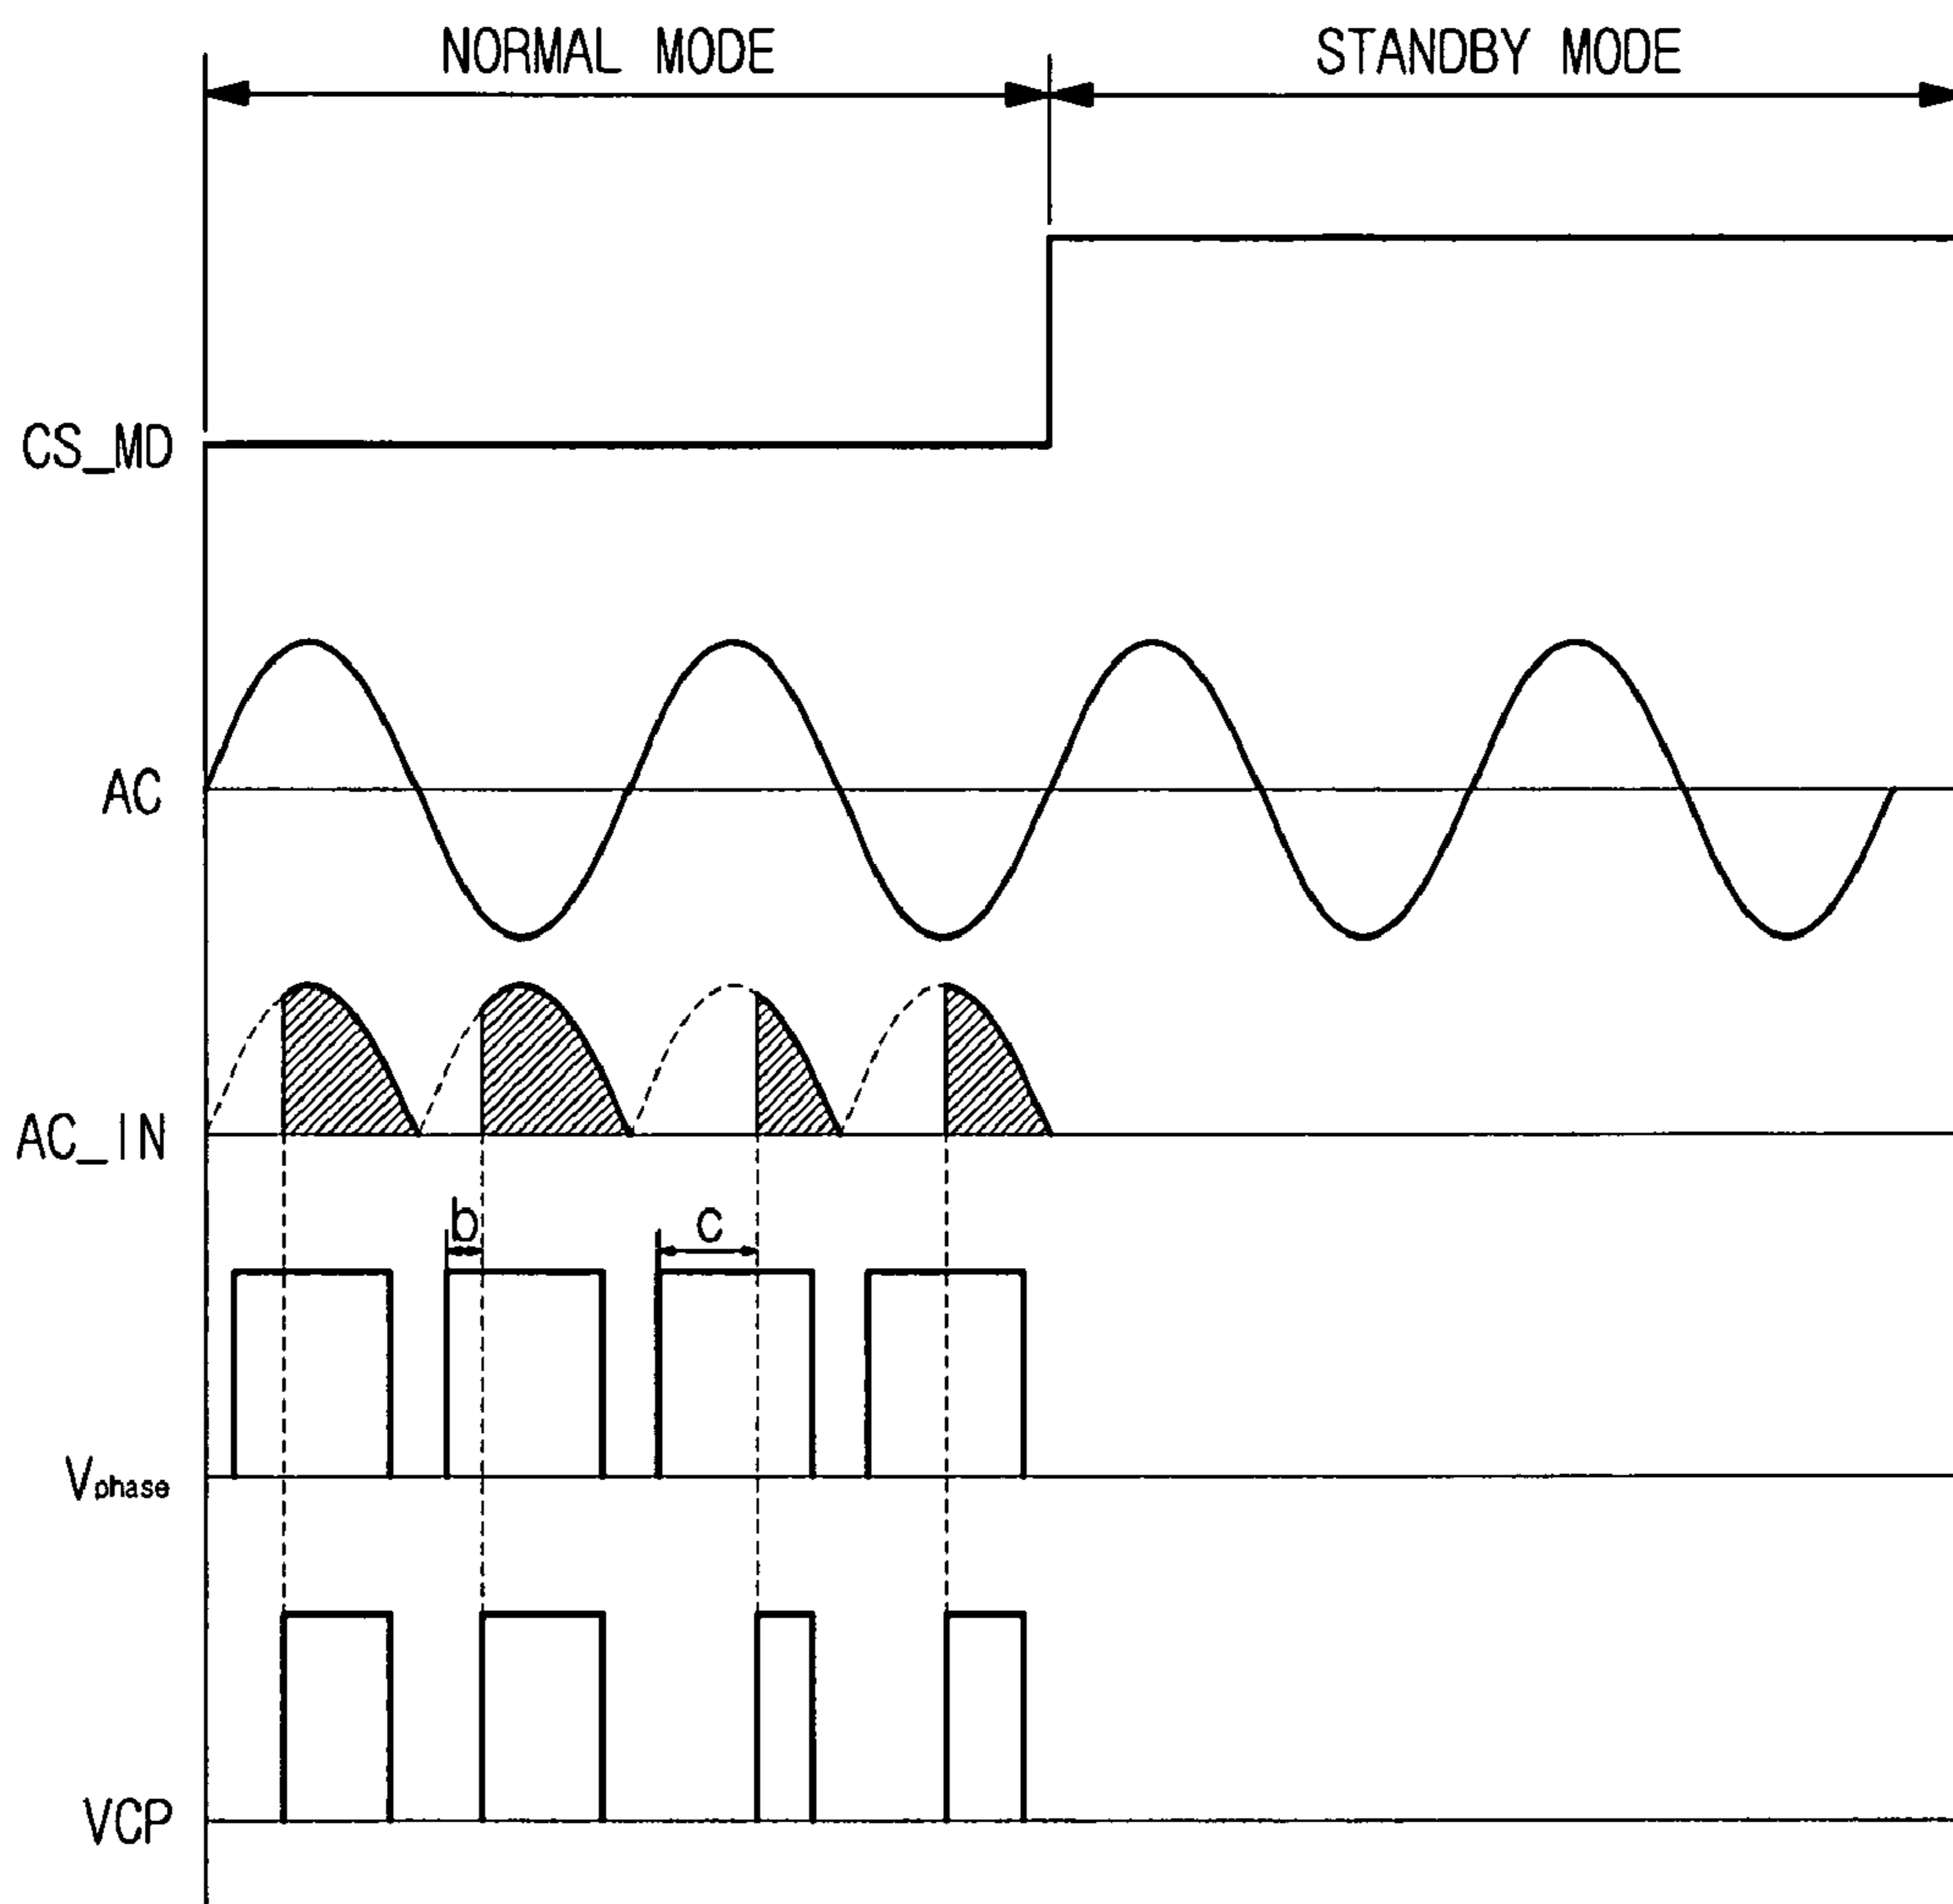 NORMAL MODE
STANDBY MODE
CS_MD
AC
AC_IN
b
c
Vphase
VCP